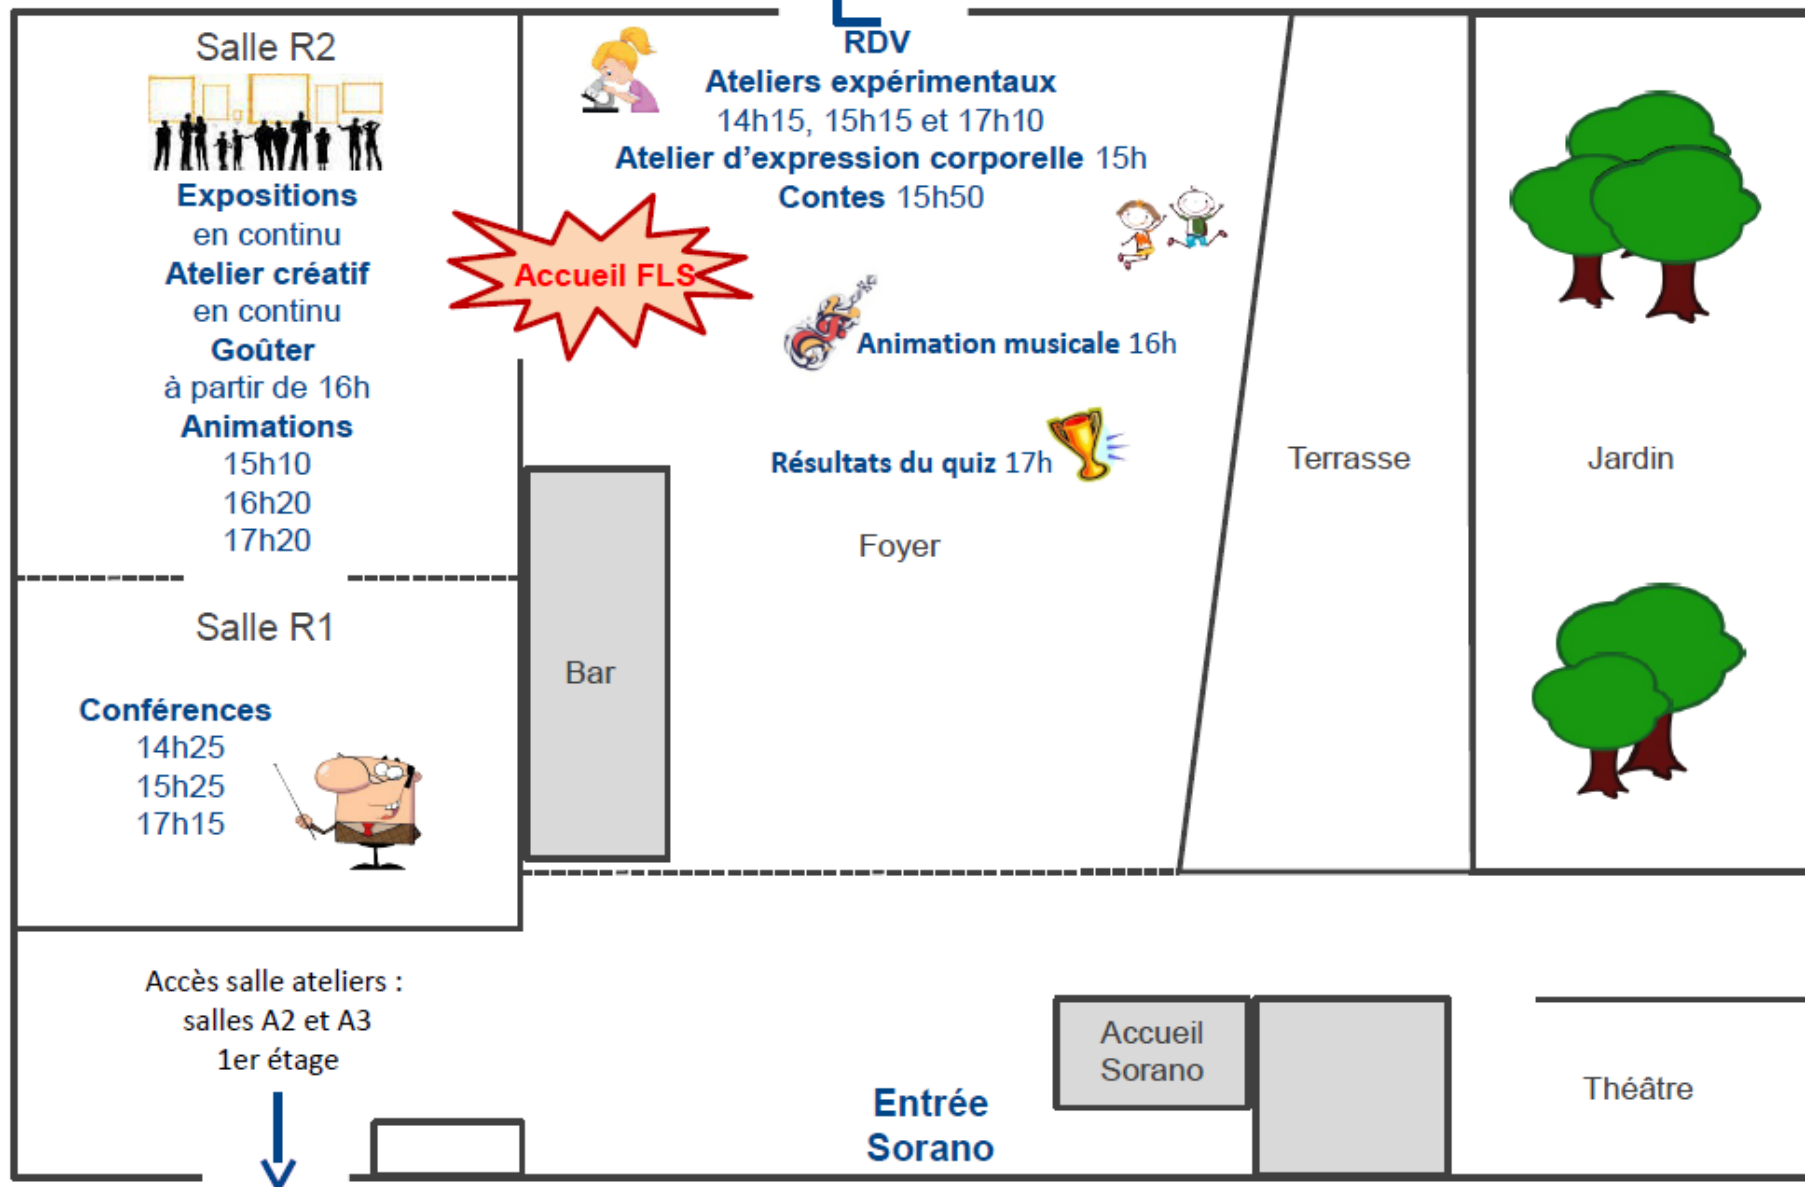 Salle R2
Expositions
en continu
Atelier créatif
en continu
Goûter
à partir de 16h
Animations
15h10
16h20
17h20
RDV
Ateliers expérimentaux
14h15, 15h15 et 17h10
Atelier d'expression corporelle 15h
Contes 15h50
Accueil FLS
Animation musicale 16h
Résultats du quiz 17h
Foyer
Terrasse
Jardin
Salle R1
Conférences
14h25
15h25
17h15
Bar
Accès salle ateliers :
salles A2 et A3
1er étage
Entrée
Sorano
Accueil
Sorano
Théâtre